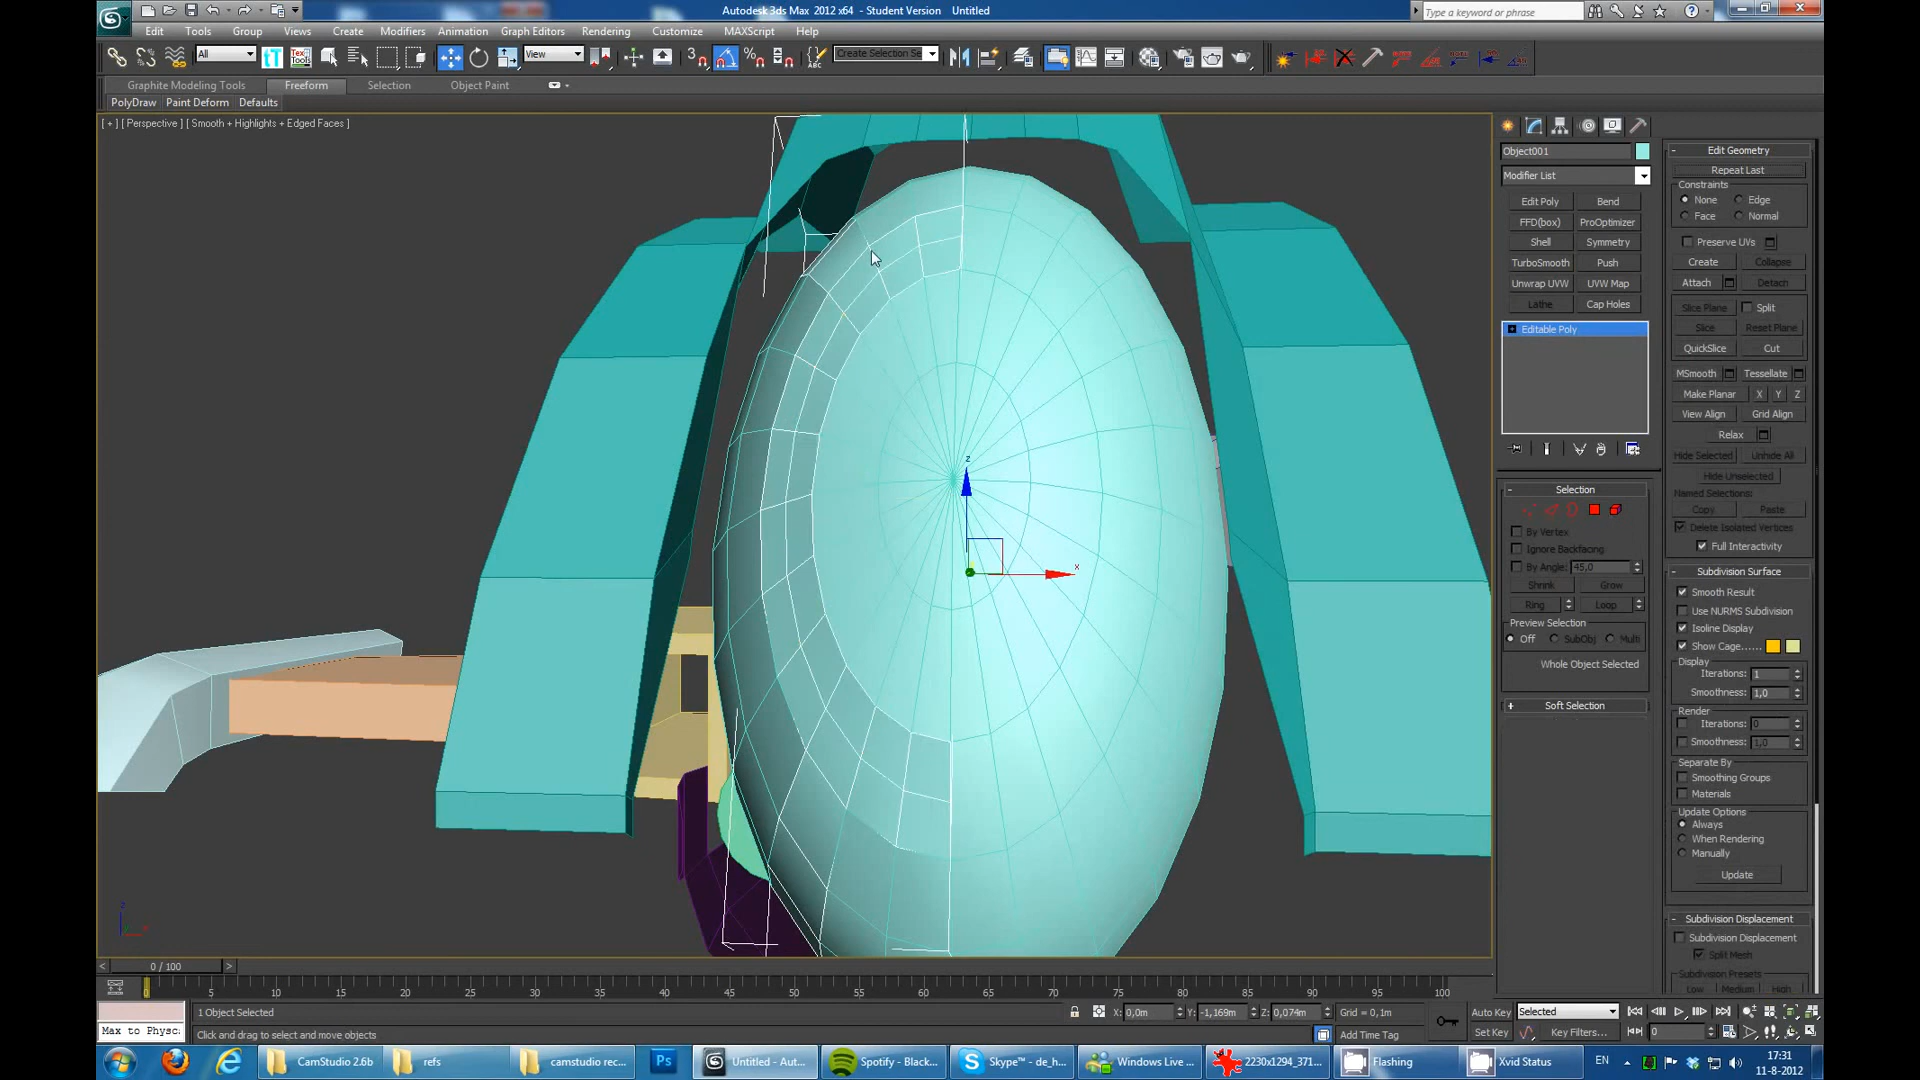 Autodesk 3ds Max 2012 x64 - Student Version Untitled
Type a keyword or phrase
Edit Tools Group Views Create Modifiers Animation Graph Editors Rendering Customize MAXScript Help
All View Create Selection Se
Graphite Modeling Tools Freeform Selection Object Paint
PolyDraw Paint Deform Defaults
[ + ] [ Perspective ] [ Smooth + Highlights + Edged Faces ]
Object001
Modifier List
Edit Poly Bend
FFD(box) ProOptimizer
Shell Symmetry
TurboSmooth Push
Unwrap UVW UVW Map
Lathe Cap Holes
Editable Poly
Selection
By Vertex
Ignore Backfacing
By Angle: 45,0
Shrink Grow
Ring Loop
Preview Selection
Off SubObj Multi
Whole Object Selected
Soft Selection
Edit Geometry
Repeat Last
Constraints
None Edge
Face Normal
Preserve UVs
Create Collapse
Attach Detach
Slice Plane Split
Slice Reset Plane
QuickSlice Cut
MSmooth Tessellate
Make Planar X Y Z
View Align Grid Align
Relax
Hide Selected Unhide All
Hide Unselected
Named Selections:
Copy Paste
Delete Isolated Vertices
Full Interactivity
Subdivision Surface
Smooth Result
Use NURMS Subdivision
Isoline Display
Show Cage......
Display
Iterations: 1
Smoothness: 1,0
Render
Iterations: 0
Smoothness: 1,0
Separate By
Smoothing Groups
Materials
Update Options
Always
When Rendering
Manually
Update
Subdivision Displacement
Subdivision Displacement
Split Mesh
Subdivision Presets
Low Medium High
z
x
0 / 100
0 5 10 15 20 25 30 35 40 45 50 55 60 65 70 75 80 85 90 95 100
1 Object Selected X: 0,0m Y: -1,169m Z: 0,074m Grid = 0,1m Auto Key Selected
Max to Physc: Click and drag to select and move objects Add Time Tag Set Key Key Filters... 0
CamStudio 2.6b refs camstudio rec... Ps Untitled - Aut... Spotify - Black... Skype™ - de_h... Windows Live ... 2230x1294_371... Flashing Xvid Status EN 17:31
11-8-2012